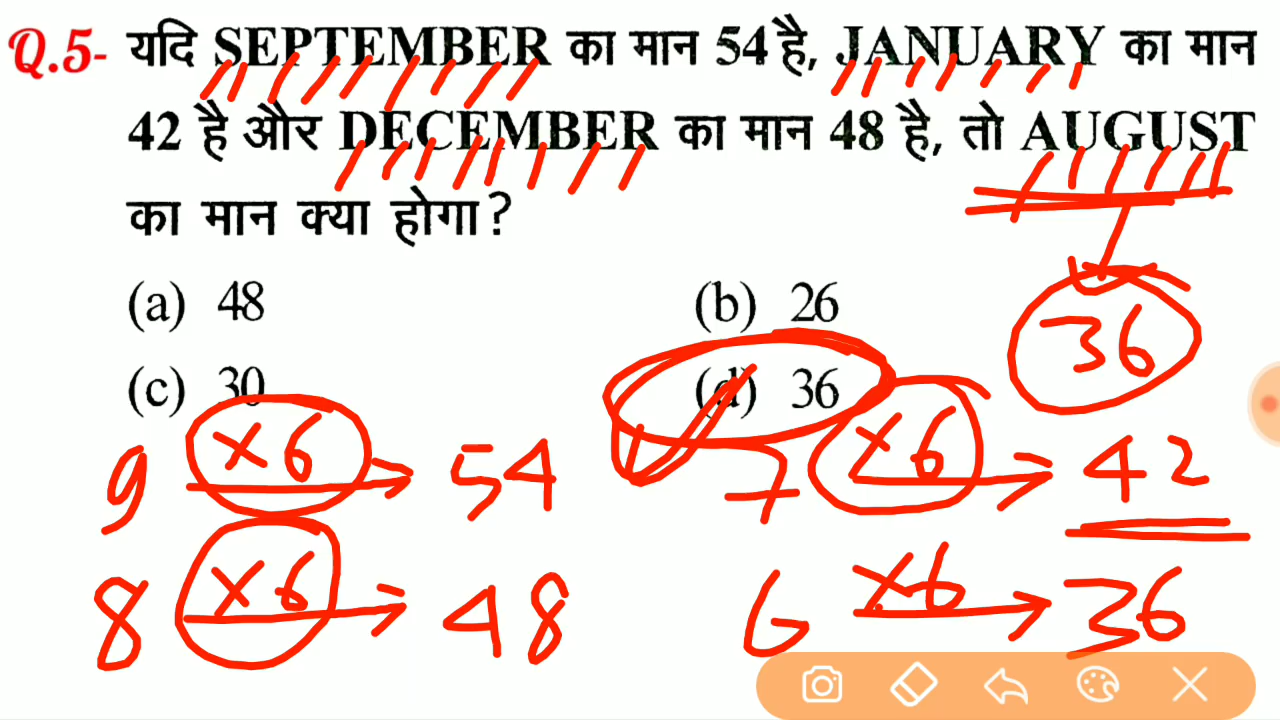 Q.5- यदि SEPTEMBER का मान 54 है, JANUARY का मान
42 है और DECEMBER का मान 48 है, तो AUGUST
का मान क्या होगा?
(a) 48 (b) 26
36
(c) 30 (d) 36
9 ×6 54 7 ×6 42
8 ×6 48 6 ×6 36